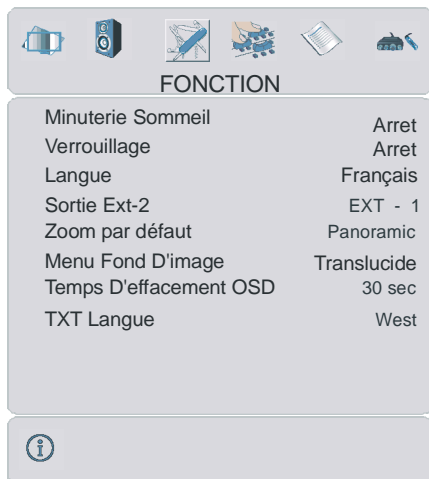 FONCTION
Minuterie Sommeil Arret
Verrouillage Arret
Langue Français
Sortie Ext-2 EXT - 1
Zoom par défaut Panoramic
Menu Fond D'image Translucide
Temps D'effacement OSD 30 sec
TXT Langue West